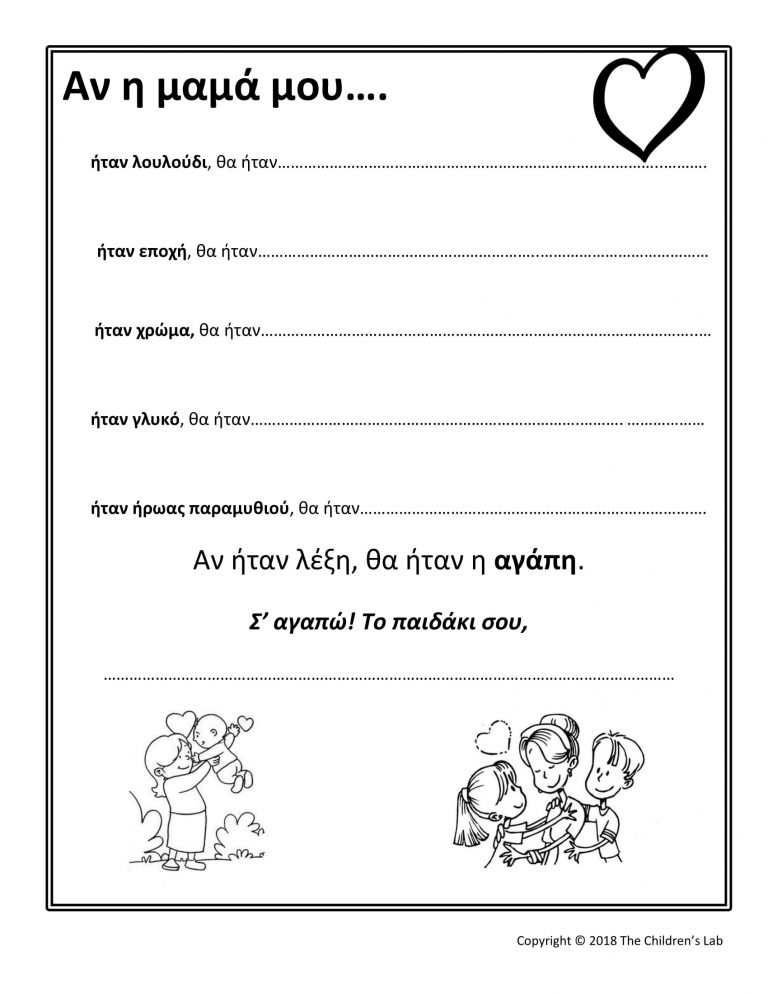 Αν η μαμά μου….
ήταν λουλούδι, θα ήταν……………………………………………………………………………..……….
ήταν εποχή, θα ήταν………………………………………………………..…………………………………
ήταν χρώμα, θα ήταν………………………………………………………………………………………..…
ήταν γλυκό, θα ήταν………………………………………………………………….………. ………………
ήταν ήρωας παραμυθιού, θα ήταν…………………………………………….……………………….
Αν ήταν λέξη, θα ήταν η αγάπη.
Σ’ αγαπώ! Το παιδάκι σου,
………………………………………………………………………………………………………………………
Copyright © 2018 The Children’s Lab